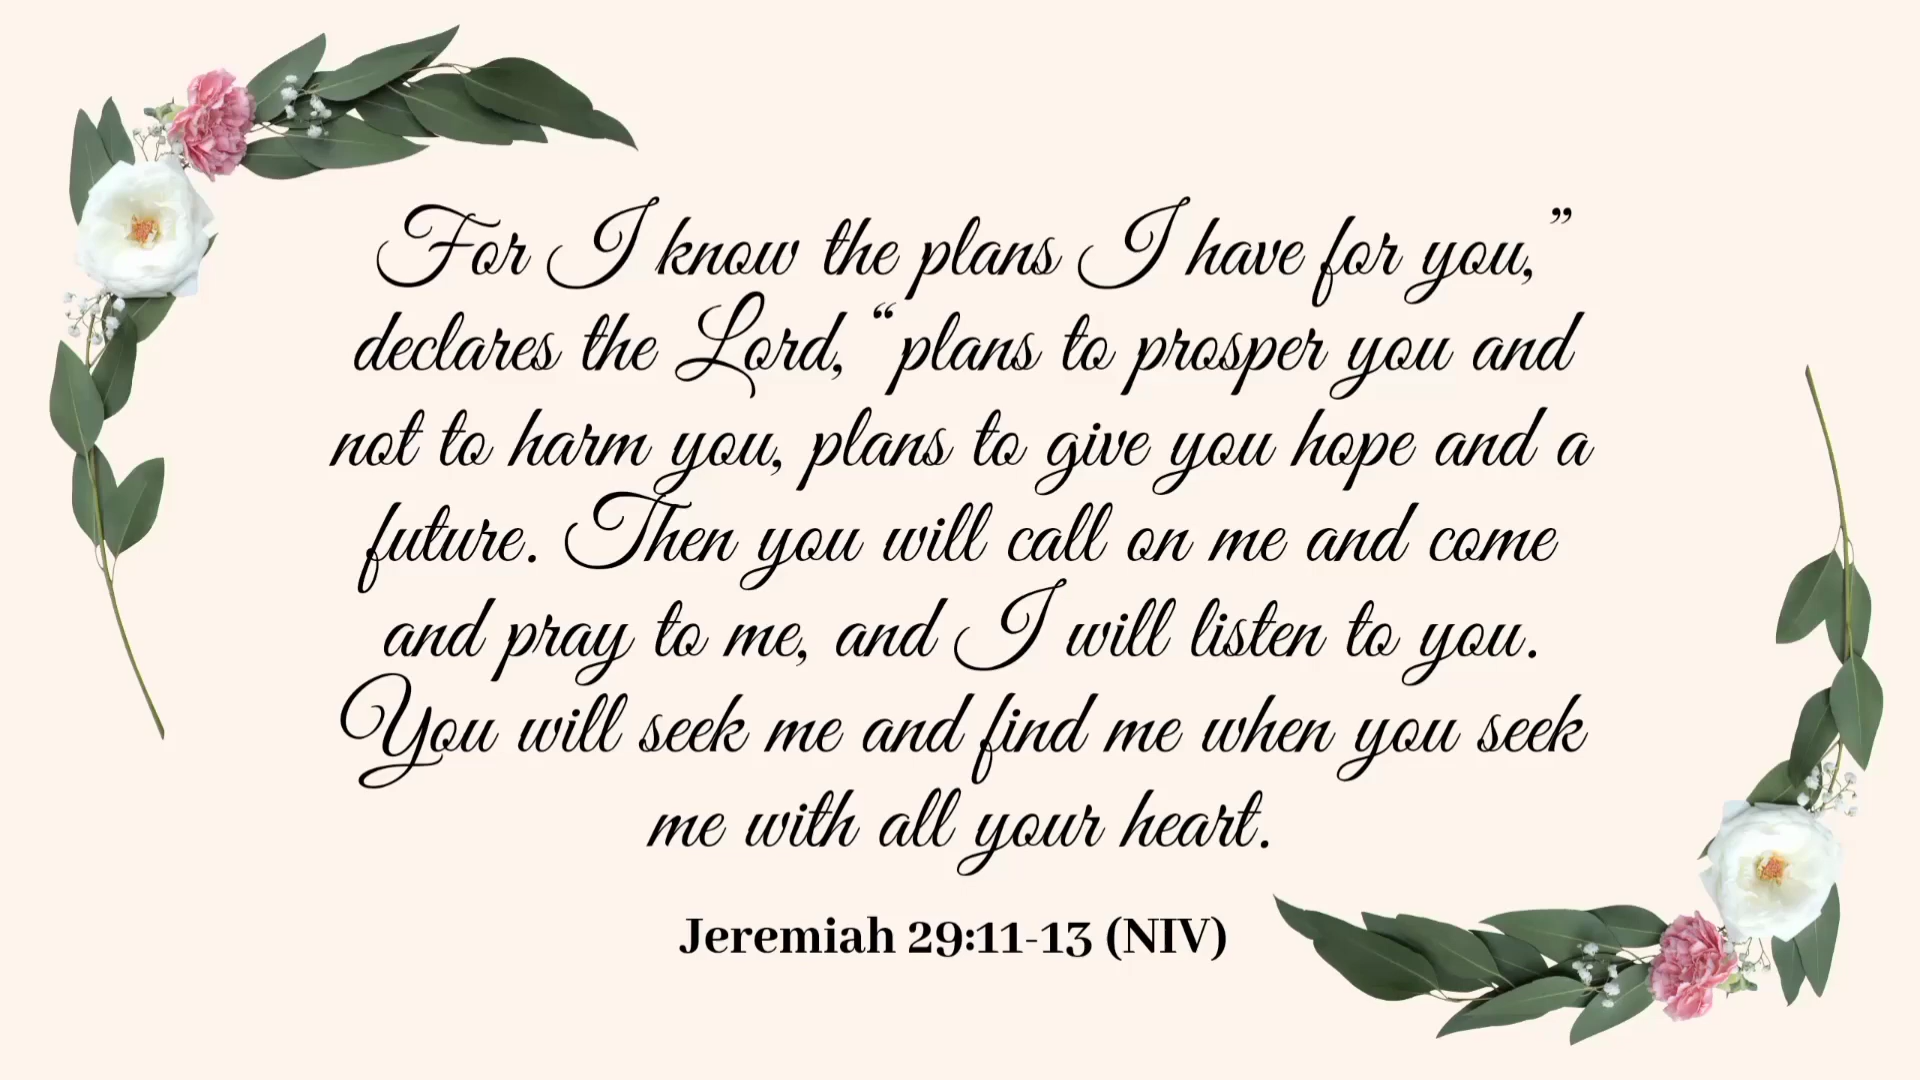 For I know the plans I have for you,”
declares the Lord, “plans to prosper you and
not to harm you, plans to give you hope and a
future. Then you will call on me and come
and pray to me, and I will listen to you.
You will seek me and find me when you seek
me with all your heart.
Jeremiah 29:11-13 (NIV)